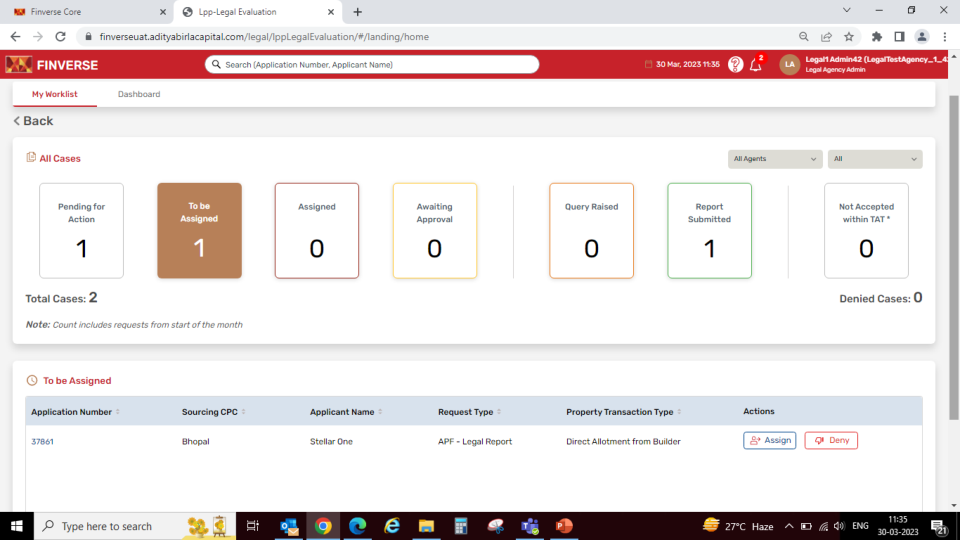 Finverse Core
Lpp-Legal Evaluation
finverseuat.adityabirlacapital.com/legal/lppLegalEvaluation/#/landing/home
FINVERSE
Search (Application Number, Applicant Name)
30 Mar, 2023 11:35
2
LA
Legal1 Admin42 (LegalTestAgency_1_4
Legal Agency Admin
My Worklist
Dashboard
< Back
All Cases
All Agents
All
Pending for Action
1
To be Assigned
1
Assigned
0
Awaiting Approval
0
Query Raised
0
Report Submitted
1
Not Accepted within TAT *
0
Total Cases: 2
Denied Cases: 0
Note: Count includes requests from start of the month
To be Assigned
Application Number
Sourcing CPC
Applicant Name
Request Type
Property Transaction Type
Actions
37861
Bhopal
Stellar One
APF - Legal Report
Direct Allotment from Builder
Assign
Deny
Type here to search
27°C Haze
ENG
11:35
30-03-2023
21